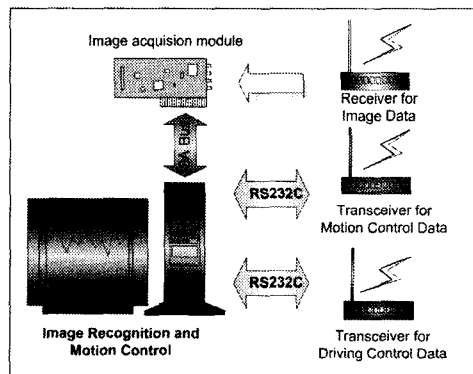 Image acquision module
Receiver for
Image Data
RS232C
Transceiver for
Motion Control Data
RS232C
Transceiver for
Driving Control Data
Image Recognition and
Motion Control